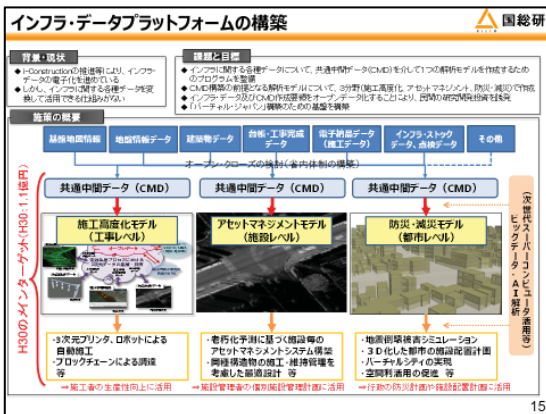 インフラ・データプラットフォームの構築
国総研
背景・現状
◆ i-Constructionの推進等により、インフラ・
データの電子化を進めている
◆ しかし、インフラに関する各種データを変
換して活用できる仕組みがない
課題と目標
◆ インフラに関する各種データについて、共通中間データ(CMD)を介して1つの解析モデルを作成するため
のプログラムを整備
◆ CMD構築の前提となる解析モデルについて、3分野(施工高度化、アセットマネジメント、防災・減災)で作成
◆ インフラ・データ及びCMD作成要領をオープンデータ化することにより、民間の研究開発投資を誘発
◆ 「バーチャル・ジャパン」構築のための基盤を構築
施策の概要
基盤地図情報
地盤情報データ
建築物データ
台帳・工事完成
データ
電子納品データ
(施工データ)
インフラ・ストック
データ、点検データ
その他
オープン・クローズの検討(省内体制の構築)
共通中間データ(CMD)
共通中間データ(CMD)
共通中間データ(CMD)
施工高度化モデル
(工事レベル)
アセットマネジメントモデル
(施設レベル)
防災・減災モデル
(都市レベル)
・3次元プリンタ、ロボットによる
自動施工
・ブロックチェーンによる調達
等
・老朽化予測に基づく施設毎の
アセットマネジメントシステム構築
・同種構造物の施工・維持管理を
考慮した最適設計 等
・地震倒壊被害シミュレーション
・3D化した都市の施設配置計画
・バーチャルシティの実現
・空間利活用の促進 等
⇒施工者の生産性向上に活用
⇒施設管理者の個別施設管理計画に活用
⇒行政の防災計画や施設配置計画に活用
H30のメインターゲット(H30:1.1億円)
(次世代スーパーコンピュータ活用等)
ビッグデータ・AI解析
15